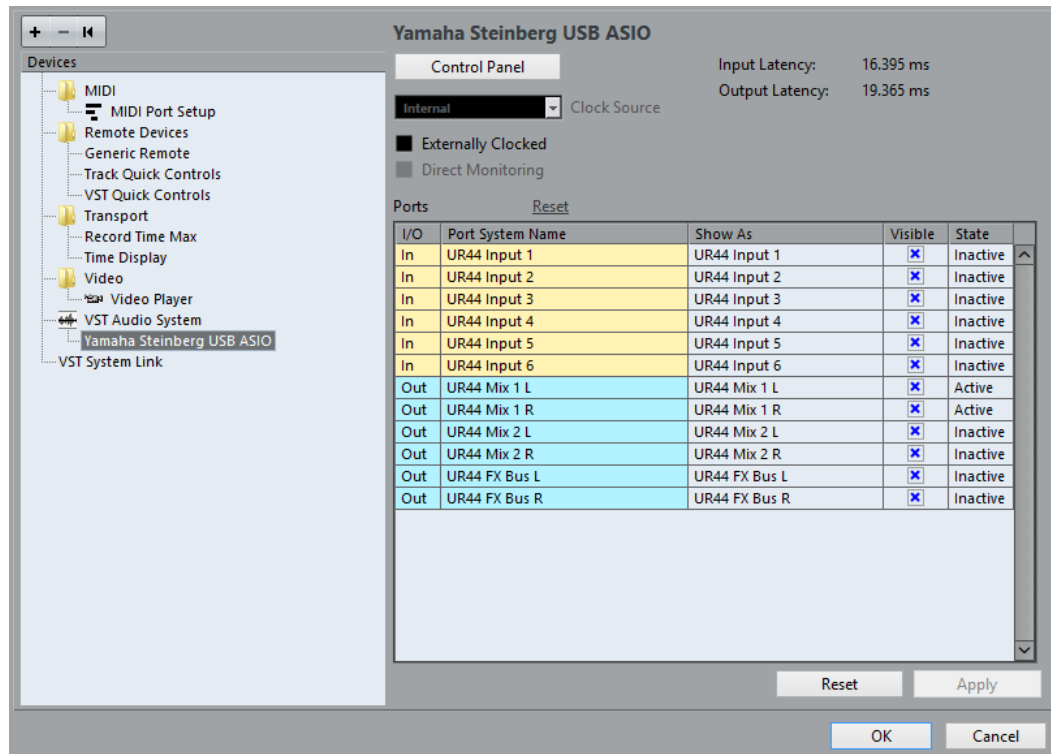 Devices
MIDI
MIDI Port Setup
Remote Devices
Generic Remote
Track Quick Controls
VST Quick Controls
Transport
Record Time Max
Time Display
Video
Video Player
VST Audio System
Yamaha Steinberg USB ASIO
VST System Link
Yamaha Steinberg USB ASIO
Control Panel
Input Latency: 16.395 ms
Output Latency: 19.365 ms
Internal Clock Source
Externally Clocked
Direct Monitoring
Ports Reset
I/O Port System Name Show As Visible State
In UR44 Input 1 UR44 Input 1 Inactive
In UR44 Input 2 UR44 Input 2 Inactive
In UR44 Input 3 UR44 Input 3 Inactive
In UR44 Input 4 UR44 Input 4 Inactive
In UR44 Input 5 UR44 Input 5 Inactive
In UR44 Input 6 UR44 Input 6 Inactive
Out UR44 Mix 1 L UR44 Mix 1 L Active
Out UR44 Mix 1 R UR44 Mix 1 R Active
Out UR44 Mix 2 L UR44 Mix 2 L Inactive
Out UR44 Mix 2 R UR44 Mix 2 R Inactive
Out UR44 FX Bus L UR44 FX Bus L Inactive
Out UR44 FX Bus R UR44 FX Bus R Inactive
Reset Apply
OK Cancel